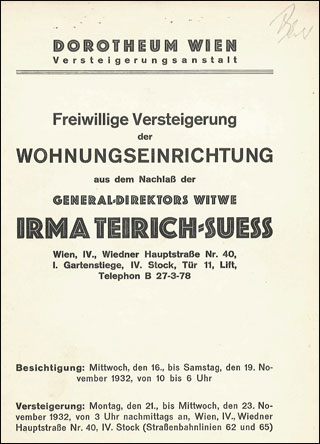 DOROTHEUM WIEN
Versteigerungsanstalt
Freiwillige Versteigerung
der
WOHNUNGSEINRICHTUNG
aus dem Nachlaß der
GENERAL-DIREKTORS WITWE
IRMA TEIRICH-SUESS
Wien, IV., Wiedner Hauptstraße Nr. 40,
I. Gartenstiege, IV. Stock, Tür 11, Lift,
Telephon B 27-3-78
Besichtigung: Mittwoch, den 16., bis Samstag, den 19. No-
vember 1932, von 10 bis 6 Uhr
Versteigerung: Montag, den 21., bis Mittwoch, den 23. No-
vember 1932, von 3 Uhr nachmittags an, Wien, IV., Wiedner
Hauptstraße Nr. 40, IV. Stock (Straßenbahnlinien 62 und 65)